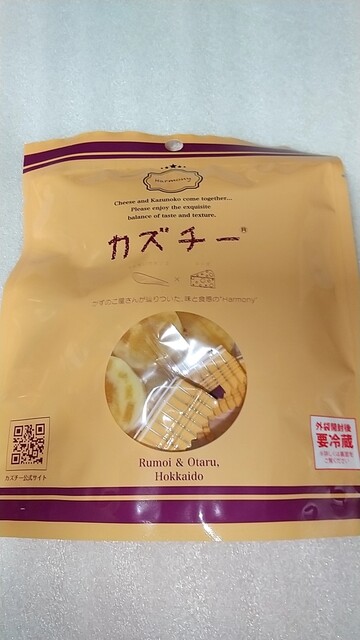 Harmony
Cheese and Kazunoko come together...
Please enjoy the exquisite
balance of taste and texture.
カズチー®
×
かずのこ屋さんが辿りついた、味と食感の"Harmony"
外袋開封後
要冷蔵
カズチー公式サイト
Rumoi & Otaru,
Hokkaido